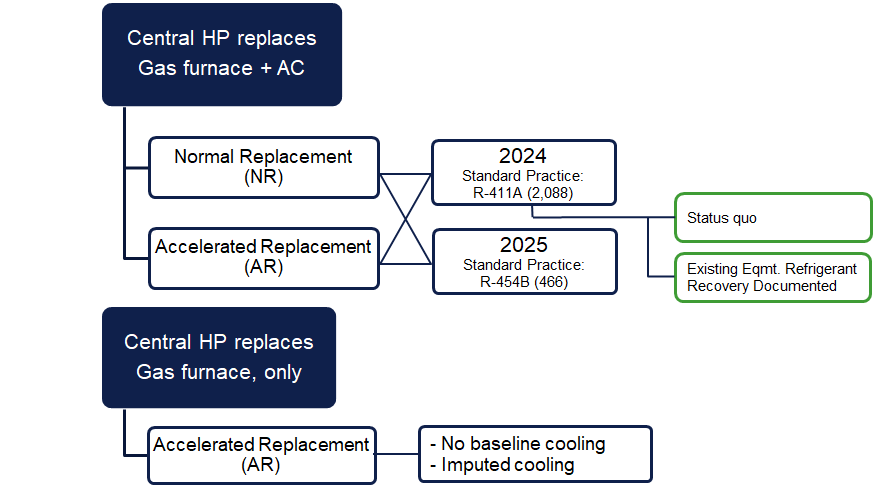 Central HP replaces
Gas furnace + AC
Normal Replacement
(NR)
2024
Standard Practice:
R-411A (2,088)
Status quo
Accelerated Replacement
(AR)
2025
Standard Practice:
R-454B (466)
Existing Eqmt. Refrigerant
Recovery Documented
Central HP replaces
Gas furnace, only
Accelerated Replacement
(AR)
- No baseline cooling
- Imputed cooling